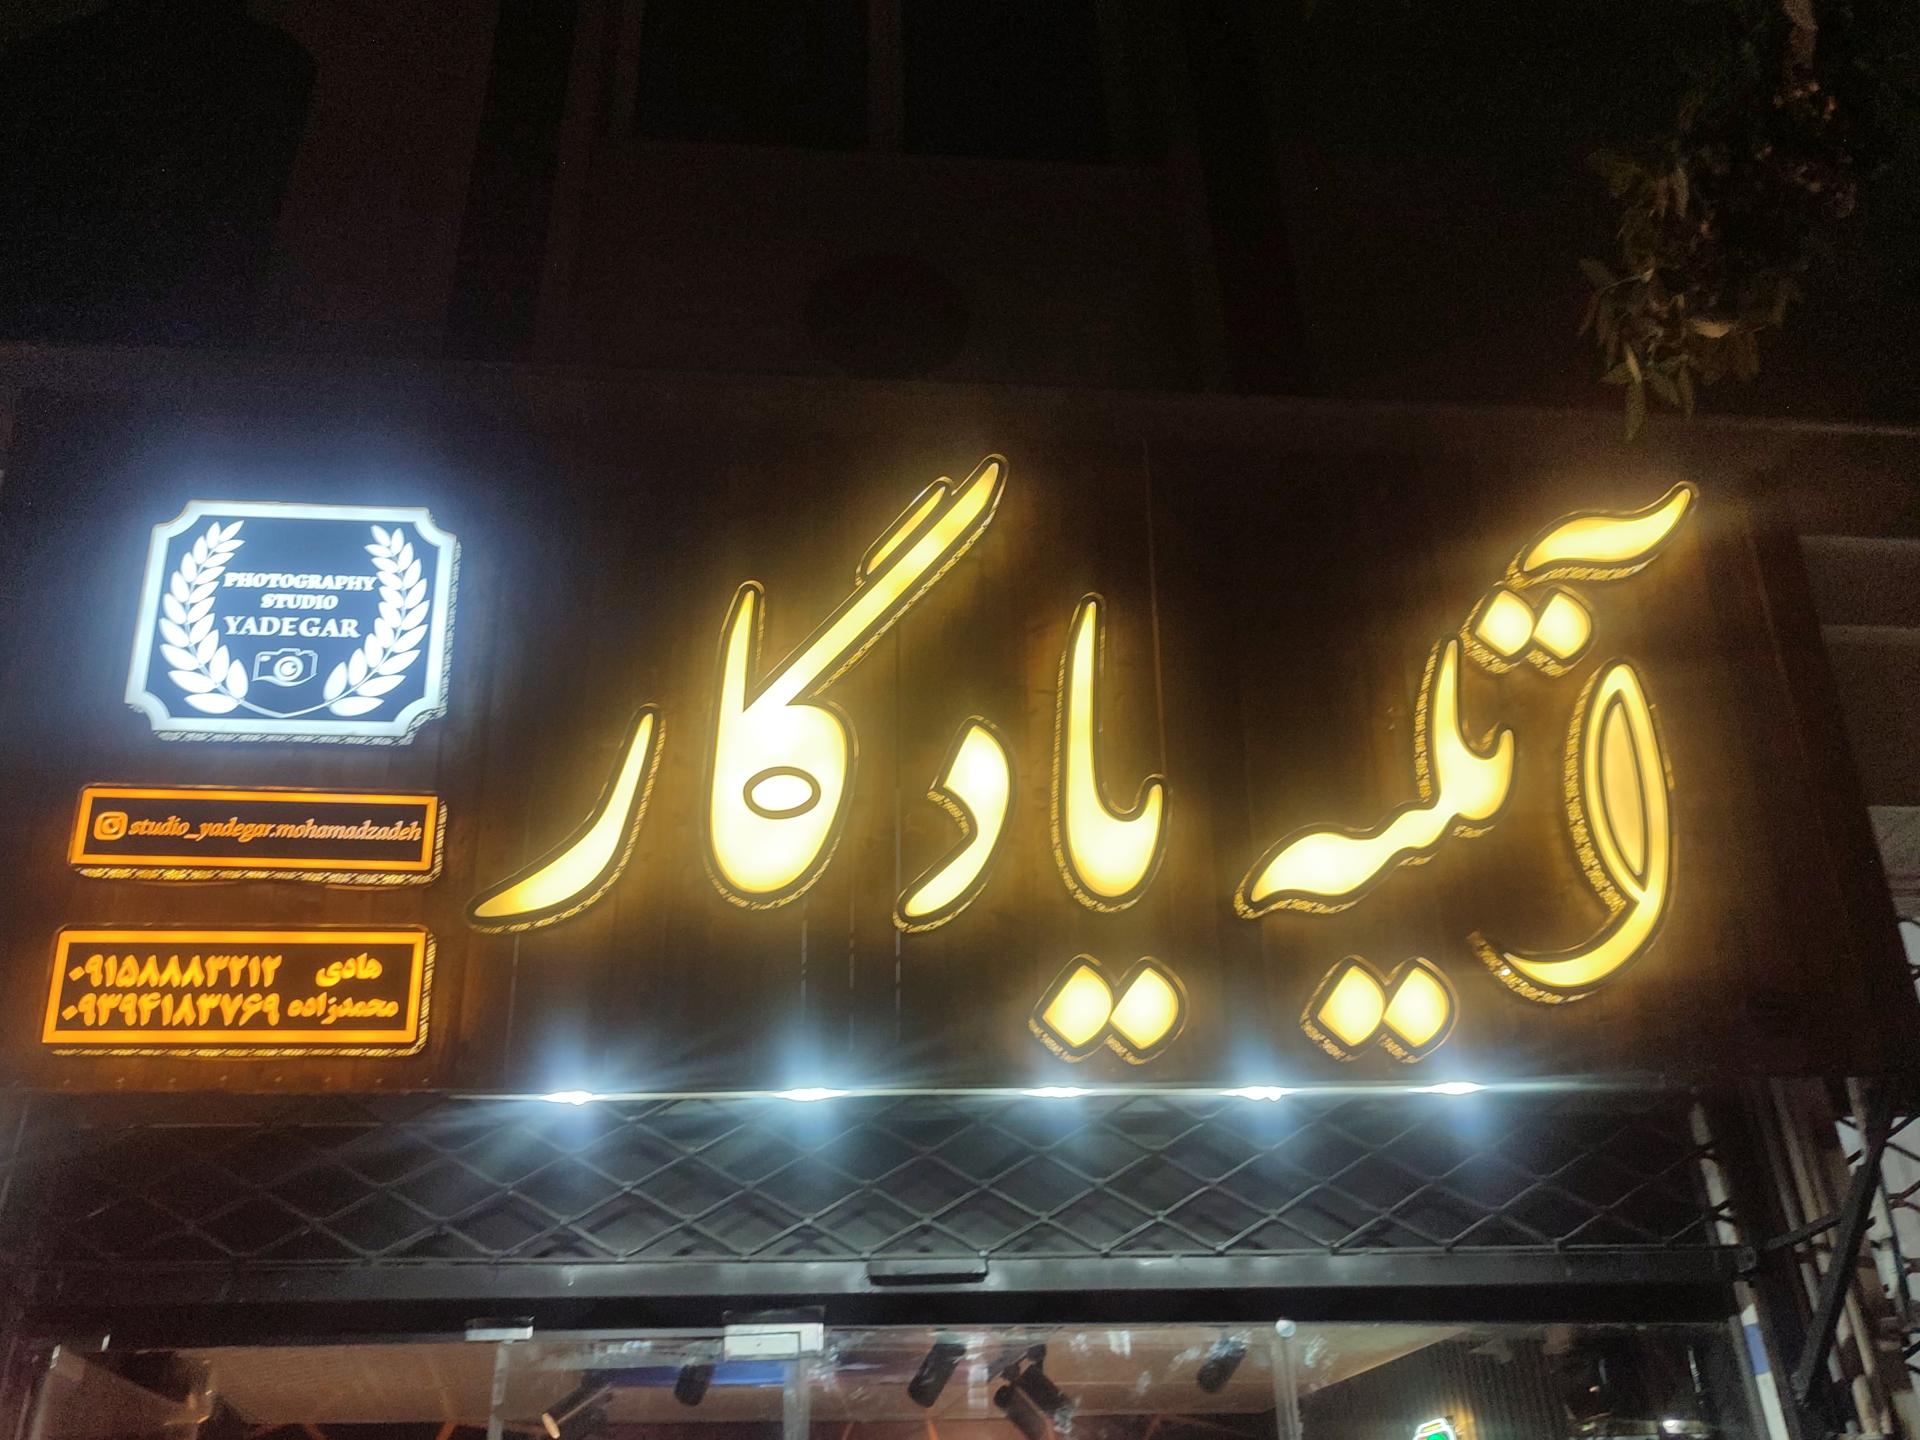 آتلیه یادگار
PHOTOGRAPHY
STUDIO
YADEGAR
studio_yadegar.mohamadzadeh
هادی ۰۹۱۵۸۸۸۳۲۱۲
محمدزاده ۰۹۳۹۴۱۸۳۷۶۹